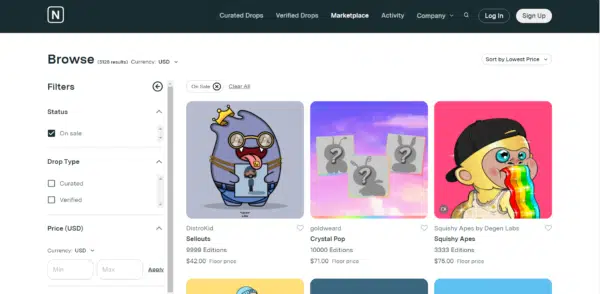 N
Curated Drops Verified Drops Marketplace Activity Company Log In Sign Up
Browse (3125 results) Currency: USD
Sort by Lowest Price
Filters
On Sale Clear All
Status
On sale
Drop Type
Curated
Verified
Price (USD)
Currency: USD
Min Max Apply
DistroKid
Sellouts
9999 Editions
$42.00 Floor price
goldweard
Crystal Pop
10000 Editions
$71.00 Floor price
Squishy Apes by Degen Labs
Squishy Apes
3333 Editions
$75.00 Floor price